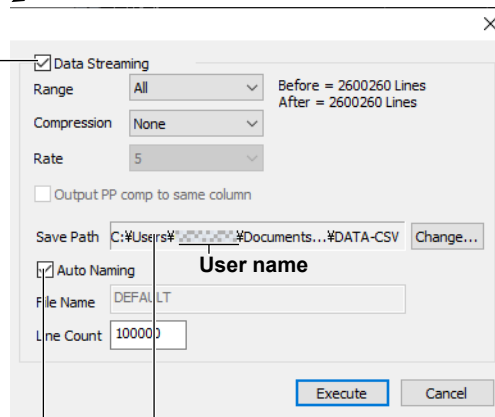 Data Streaming
Range All Before = 2600260 Lines
After = 2600260 Lines
Compression None
Rate 5
Output PP comp to same column
Save Path C:¥Users¥ ¥Documents...¥DATA-CSV Change...
User name
Auto Naming
File Name DEFAULT
Line Count 100000
Execute Cancel